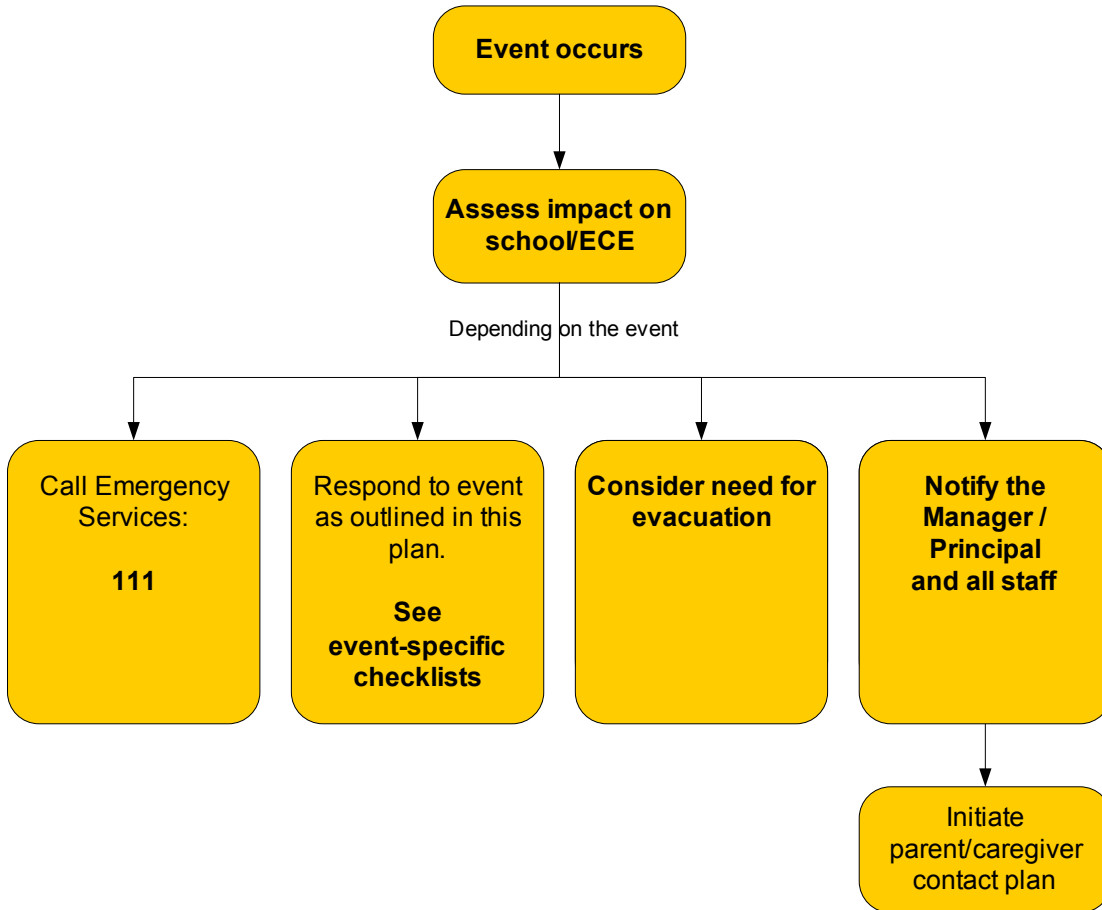 Event occurs
Assess impact on
school/ECE
Depending on the event
Call Emergency
Services:
111
Respond to event
as outlined in this
plan.
See
event-specific
checklists
Consider need for
evacuation
Notify the
Manager /
Principal
and all staff
Initiate
parent/caregiver
contact plan